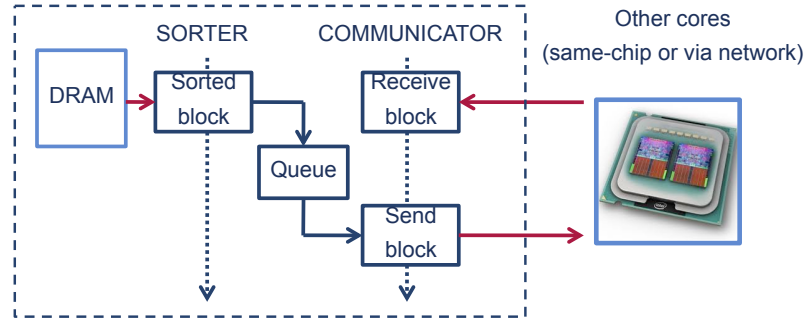 SORTER
COMMUNICATOR
Other cores
(same-chip or via network)
DRAM
Sorted
block
Receive
block
Queue
Send
block